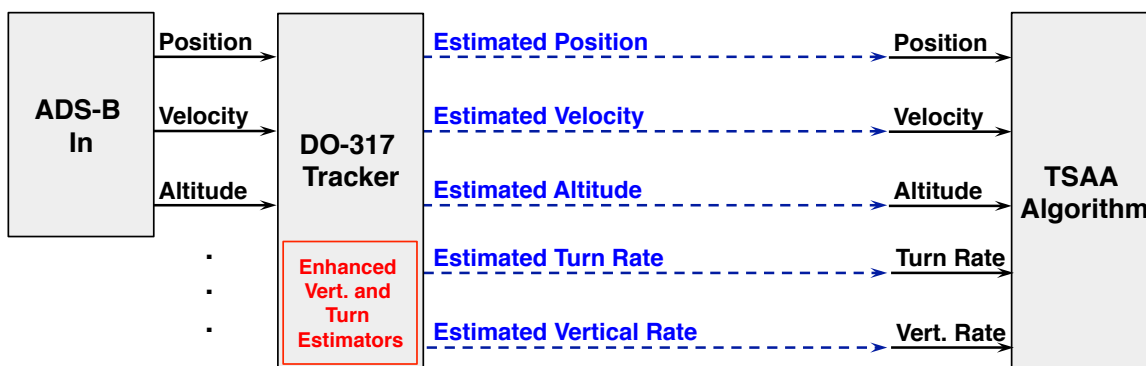 ADS-B
In
Position
Velocity
Altitude
.
.
.
DO-317
Tracker
Enhanced
Vert. and
Turn
Estimators
Estimated Position
Estimated Velocity
Estimated Altitude
Estimated Turn Rate
Estimated Vertical Rate
Position
Velocity
Altitude
Turn Rate
Vert. Rate
TSAA
Algorithm